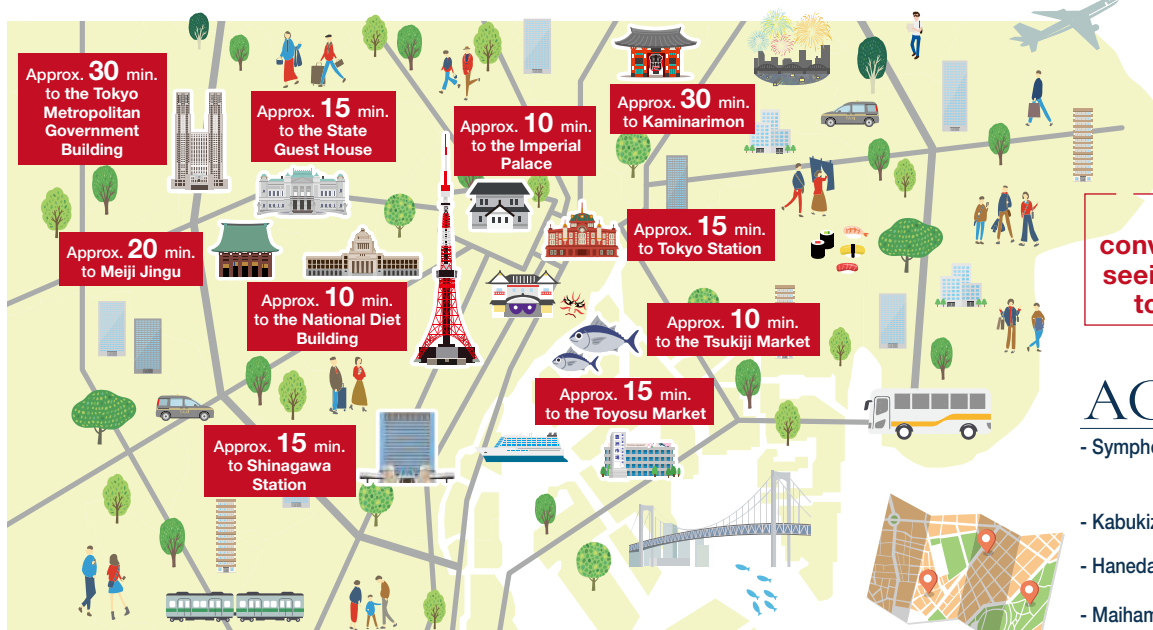 Approx. 30 min.
to the Tokyo
Metropolitan
Government
Building
Approx. 15 min.
to the State
Guest House
Approx. 10 min.
to the Imperial
Palace
Approx. 30 min.
to Kaminarimon
Approx. 20 min.
to Meiji Jingu
Approx. 10 min.
to the National Diet
Building
Approx. 15 min.
to Tokyo Station
Approx. 10 min.
to the Tsukiji Market
Approx. 15 min.
to the Toyosu Market
Approx. 15 min.
to Shinagawa
Station
conv
seei
to
AC
- Sympho
- Kabukiz
- Haneda
- Maiham